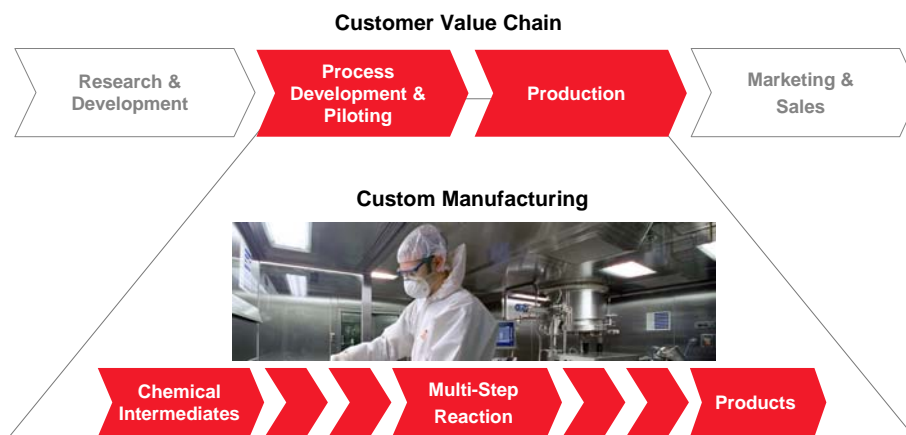 Customer Value Chain
Research &
Development
Process
Development &
Piloting
Production
Marketing &
Sales
Custom Manufacturing
Chemical
Intermediates
Multi-Step
Reaction
Products